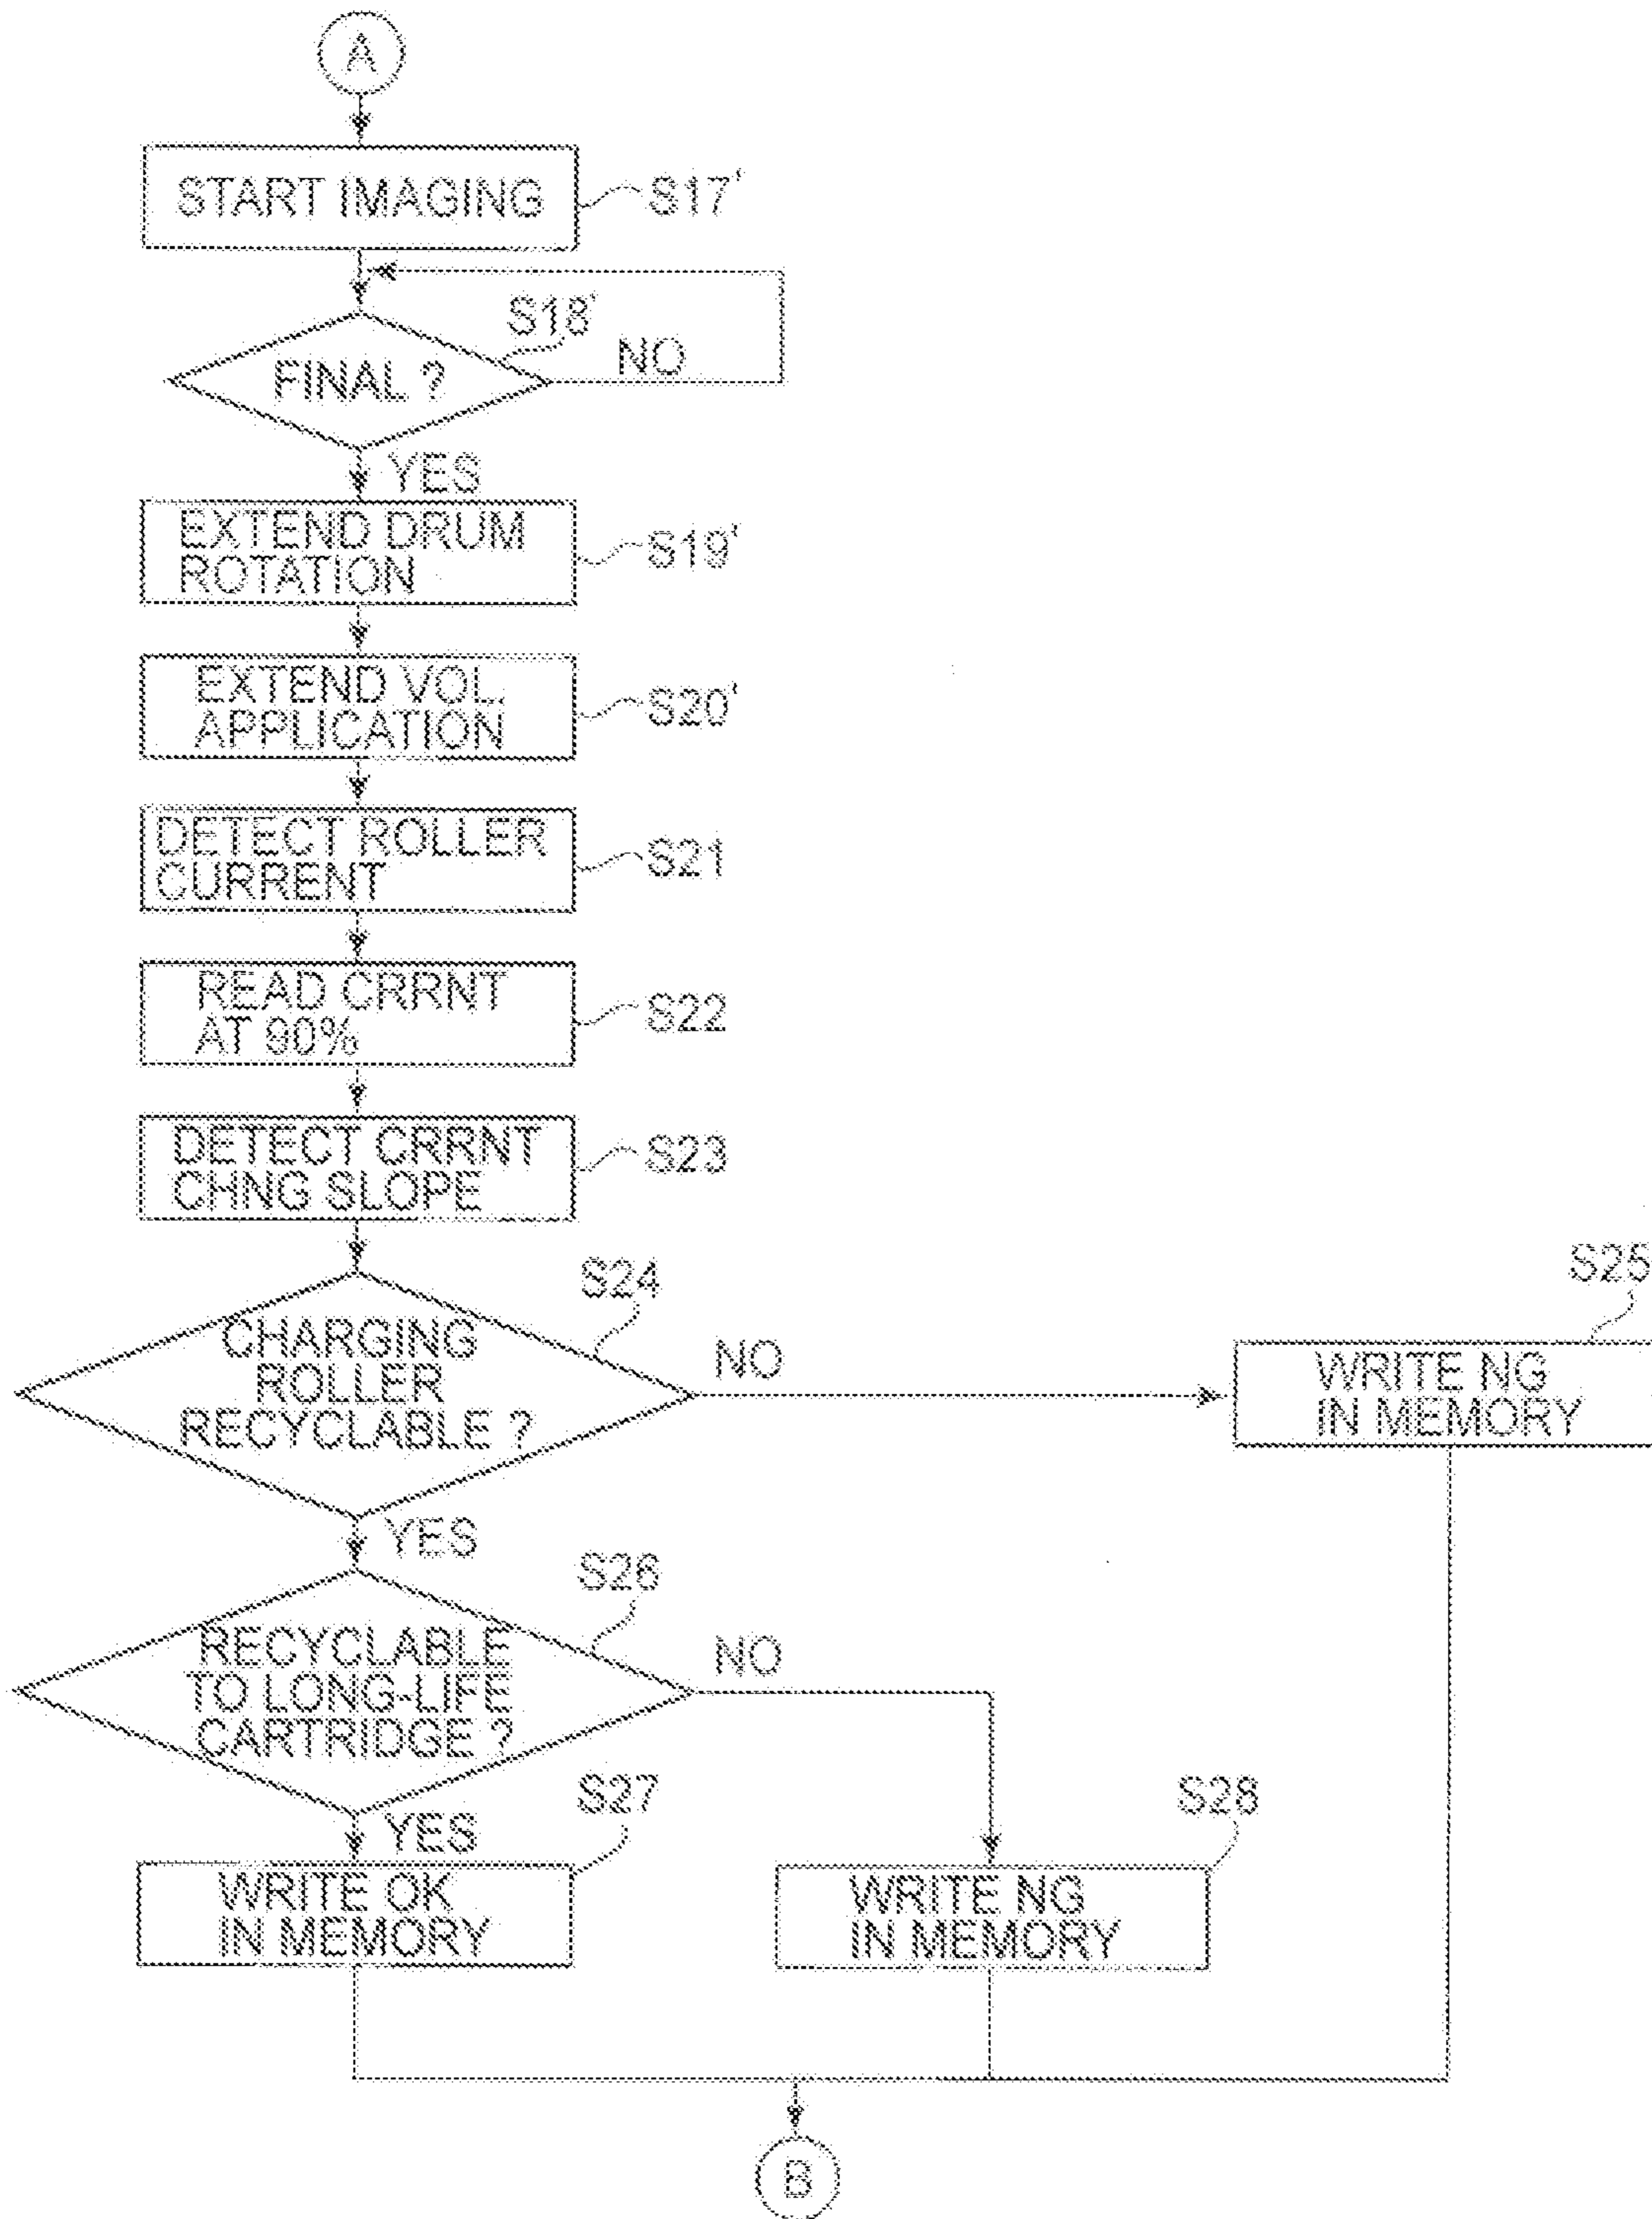 A
START IMAGING
S17'
S18'
FINAL ?
NO
YES
EXTEND DRUM
ROTATION
S19'
EXTEND VOL.
APPLICATION
S20'
DETECT ROLLER
CURRENT
S21
READ CRRNT
AT 90%
S22
DETECT CRRNT
CHNG SLOPE
S23
S24
CHARGING
ROLLER
RECYCLABLE ?
NO
S25
WRITE NG
IN MEMORY
YES
S26
RECYCLABLE
TO LONG-LIFE
CARTRIDGE ?
NO
YES
S27
WRITE OK
IN MEMORY
S28
WRITE NG
IN MEMORY
B